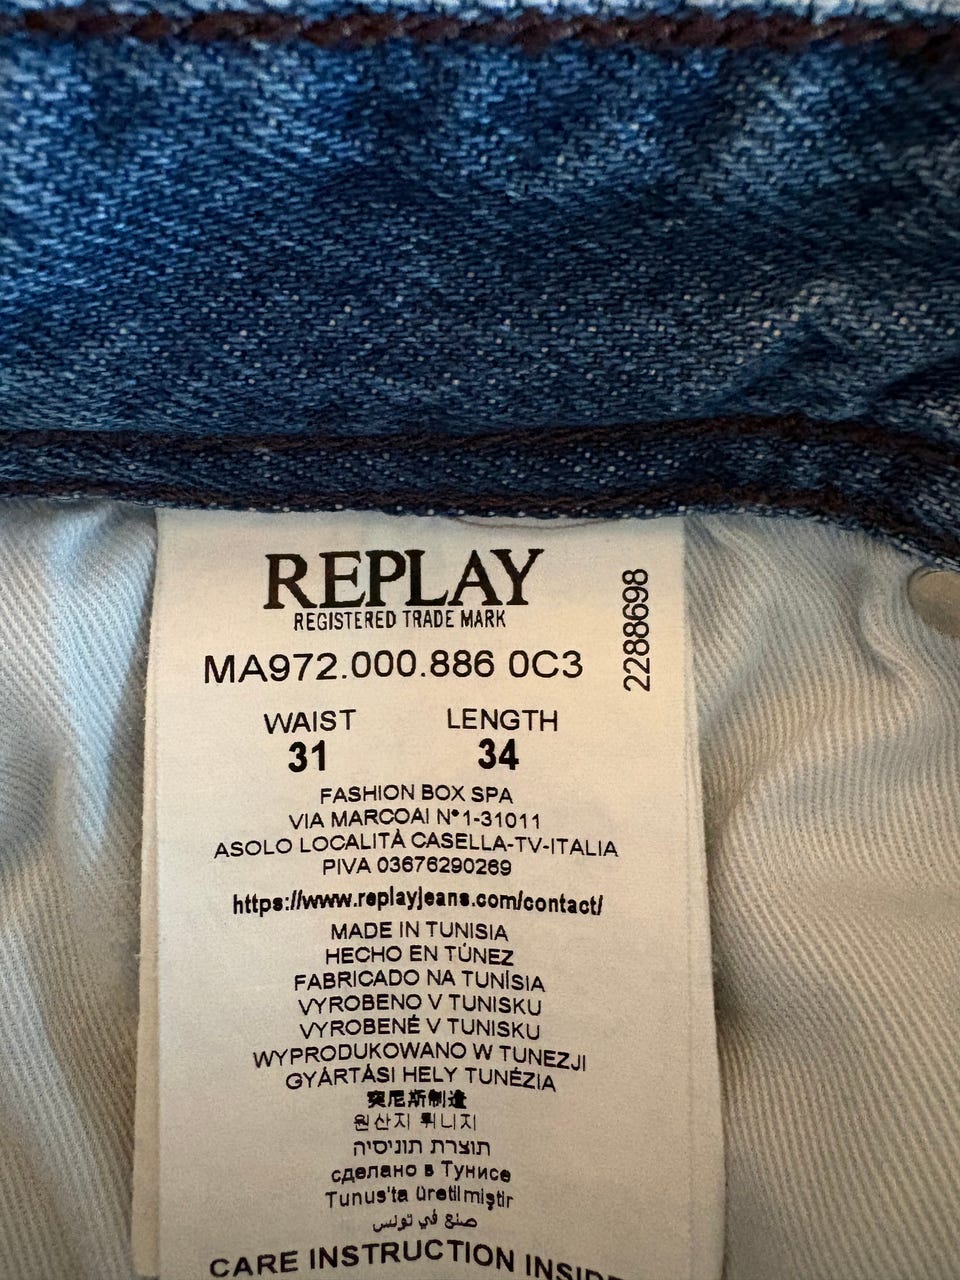 REPLAY
REGISTERED TRADE MARK
2288698
MA972.000.886 0C3
WAIST LENGTH
31 34
FASHION BOX SPA
VIA MARCOAI N°1-31011
ASOLO LOCALITÀ CASELLA-TV-ITALIA
PIVA 03676290269
https://www.replayjeans.com/contact/
MADE IN TUNISIA
HECHO EN TÚNEZ
FABRICADO NA TUNÍSIA
VYROBENO V TUNISKU
VYROBENÉ V TUNISKU
WYPRODUKOWANO W TUNEZJI
GYÁRTÁSI HELY TUNÉZIA
突尼斯制造
원산지 튀니지
תוצרת תוניסיה
сделано в Тунисе
Tunus'ta üretilmiştir
صنع في تونس
CARE INSTRUCTION INSIDE